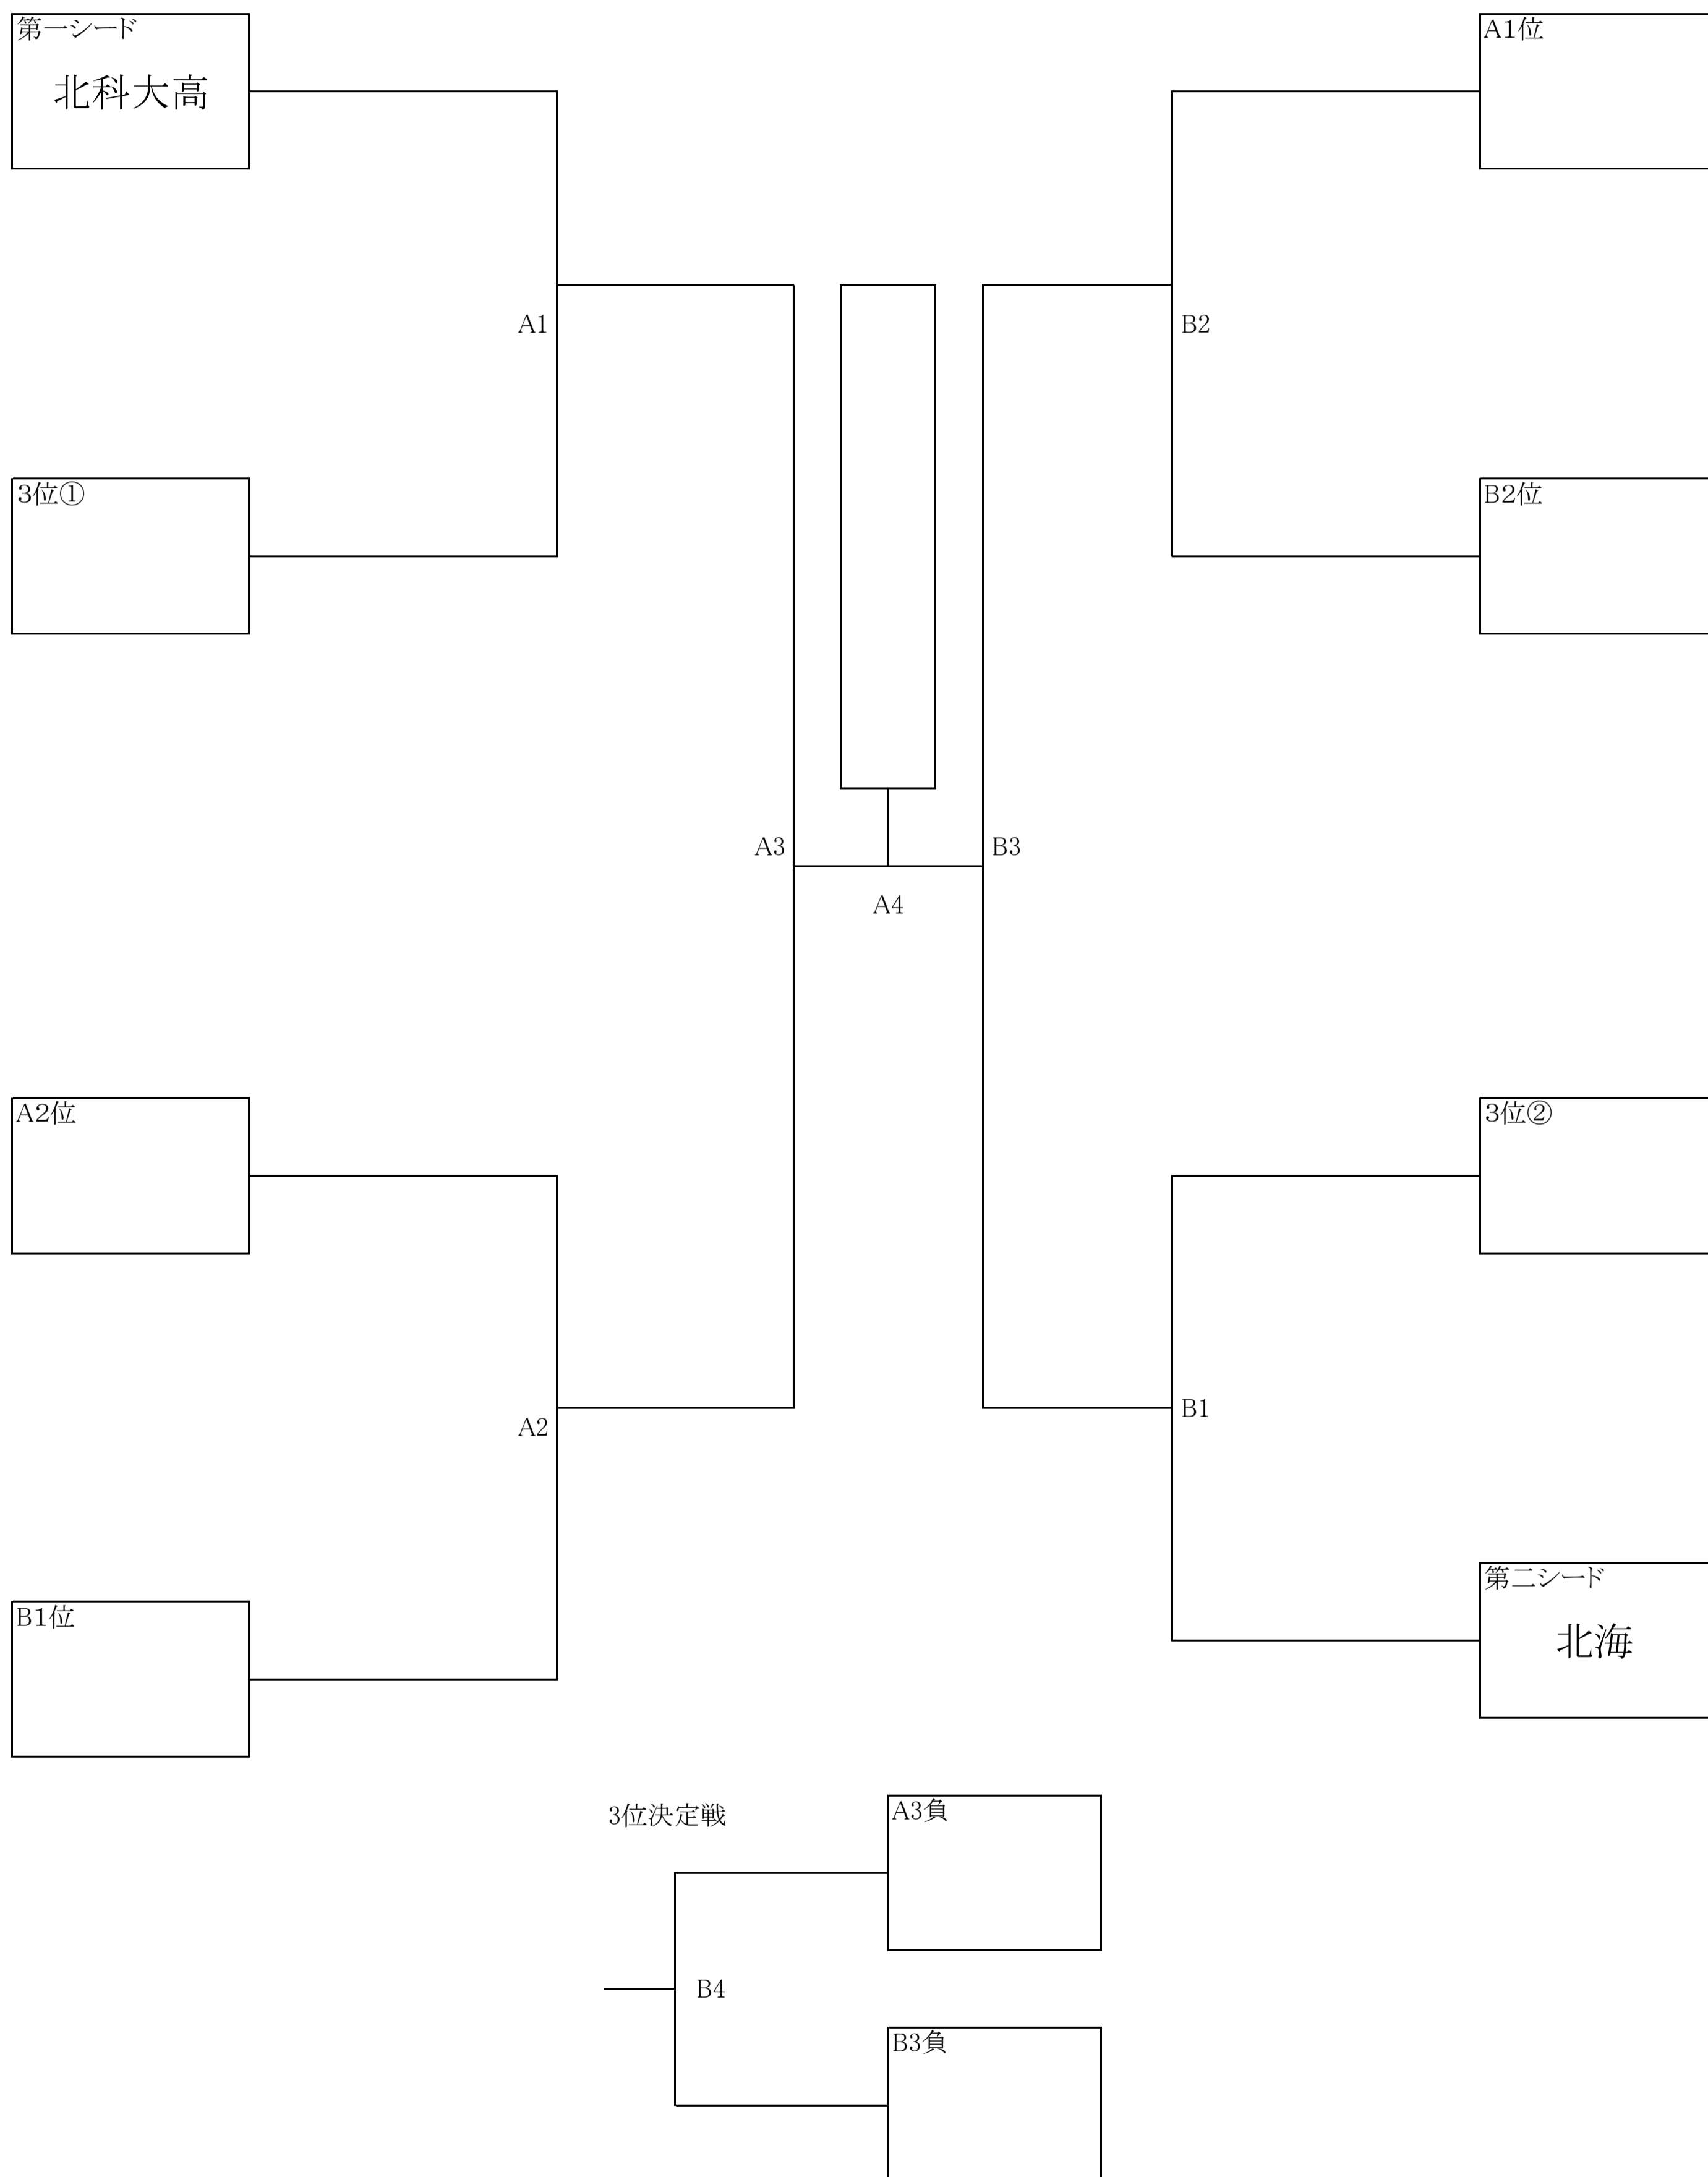 第一シード
北科大高
A1位
A1
B2
3位①
B2位
A3
B3
A4
A2位
3位②
A2
B1
第二シード
北海
B1位
3位決定戦
A3負
B4
B3負